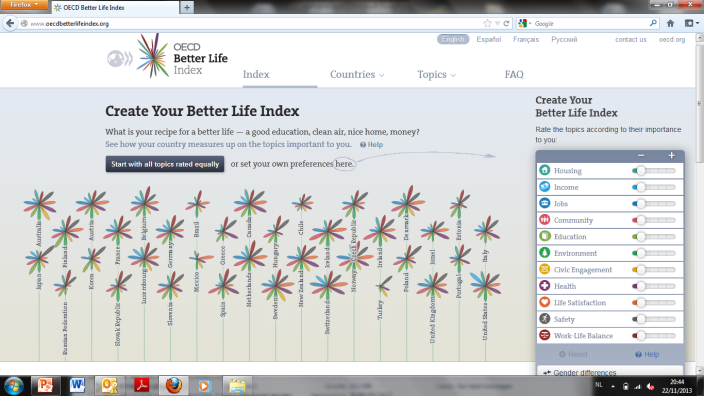 Firefox
OECD Better Life Index
www.oecdbetterlifeindex.org
Google
English Español Français Русский contact us oecd.org
OECD
Better Life
Index
Index Countries Topics FAQ
Create Your Better Life Index
What is your recipe for a better life — a good education, clean air, nice home, money?
See how your country measures up on the topics important to you. Help
Start with all topics rated equally or set your own preferences here.
Create Your
Better Life Index
Rate the topics according to their importance
to you:
− +
Housing
Income
Jobs
Community
Education
Environment
Civic Engagement
Health
Life Satisfaction
Safety
Work-Life Balance
Reset Help
Gender differences
Australia
Austria
Belgium
Brazil
Canada
Chile
Czech Republic
Denmark
Estonia
Finland
France
Germany
Greece
Hungary
Iceland
Ireland
Israel
Italy
Japan
Korea
Luxembourg
Mexico
Netherlands
New Zealand
Norway
Poland
Portugal
Russian Federation
Slovak Republic
Slovenia
Spain
Sweden
Switzerland
Turkey
United Kingdom
United States
NL
20:44
22/11/2013